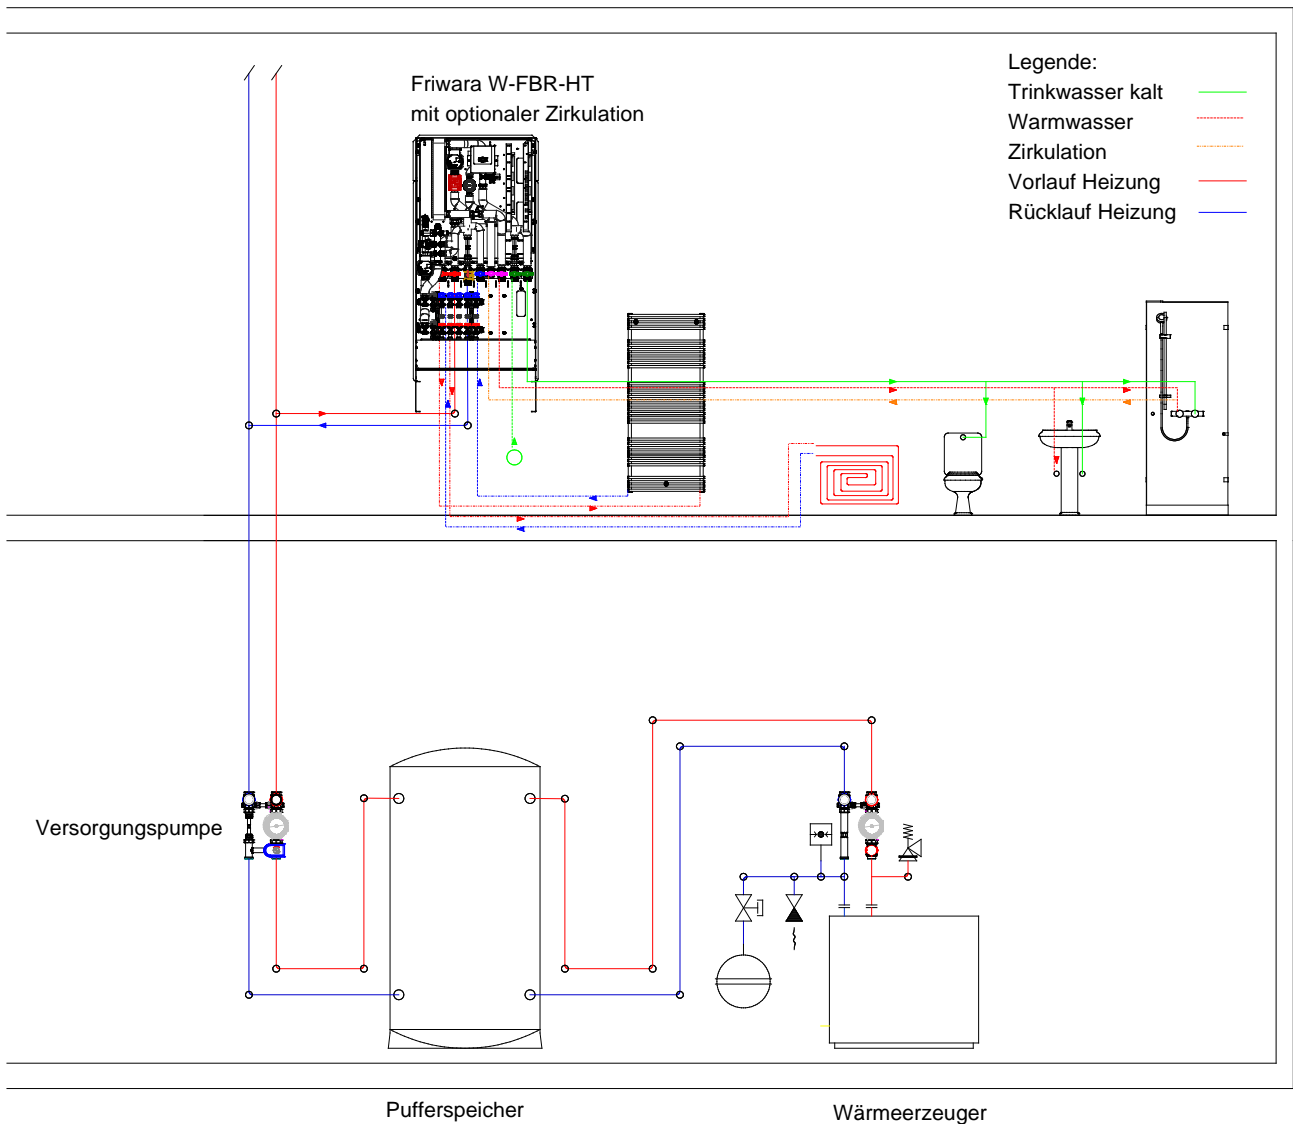 Friwara W-FBR-HT
mit optionaler Zirkulation
Legende:
Trinkwasser kalt
Warmwasser
Zirkulation
Vorlauf Heizung
Rücklauf Heizung
Versorgungspumpe
Pufferspeicher
Wärmeerzeuger